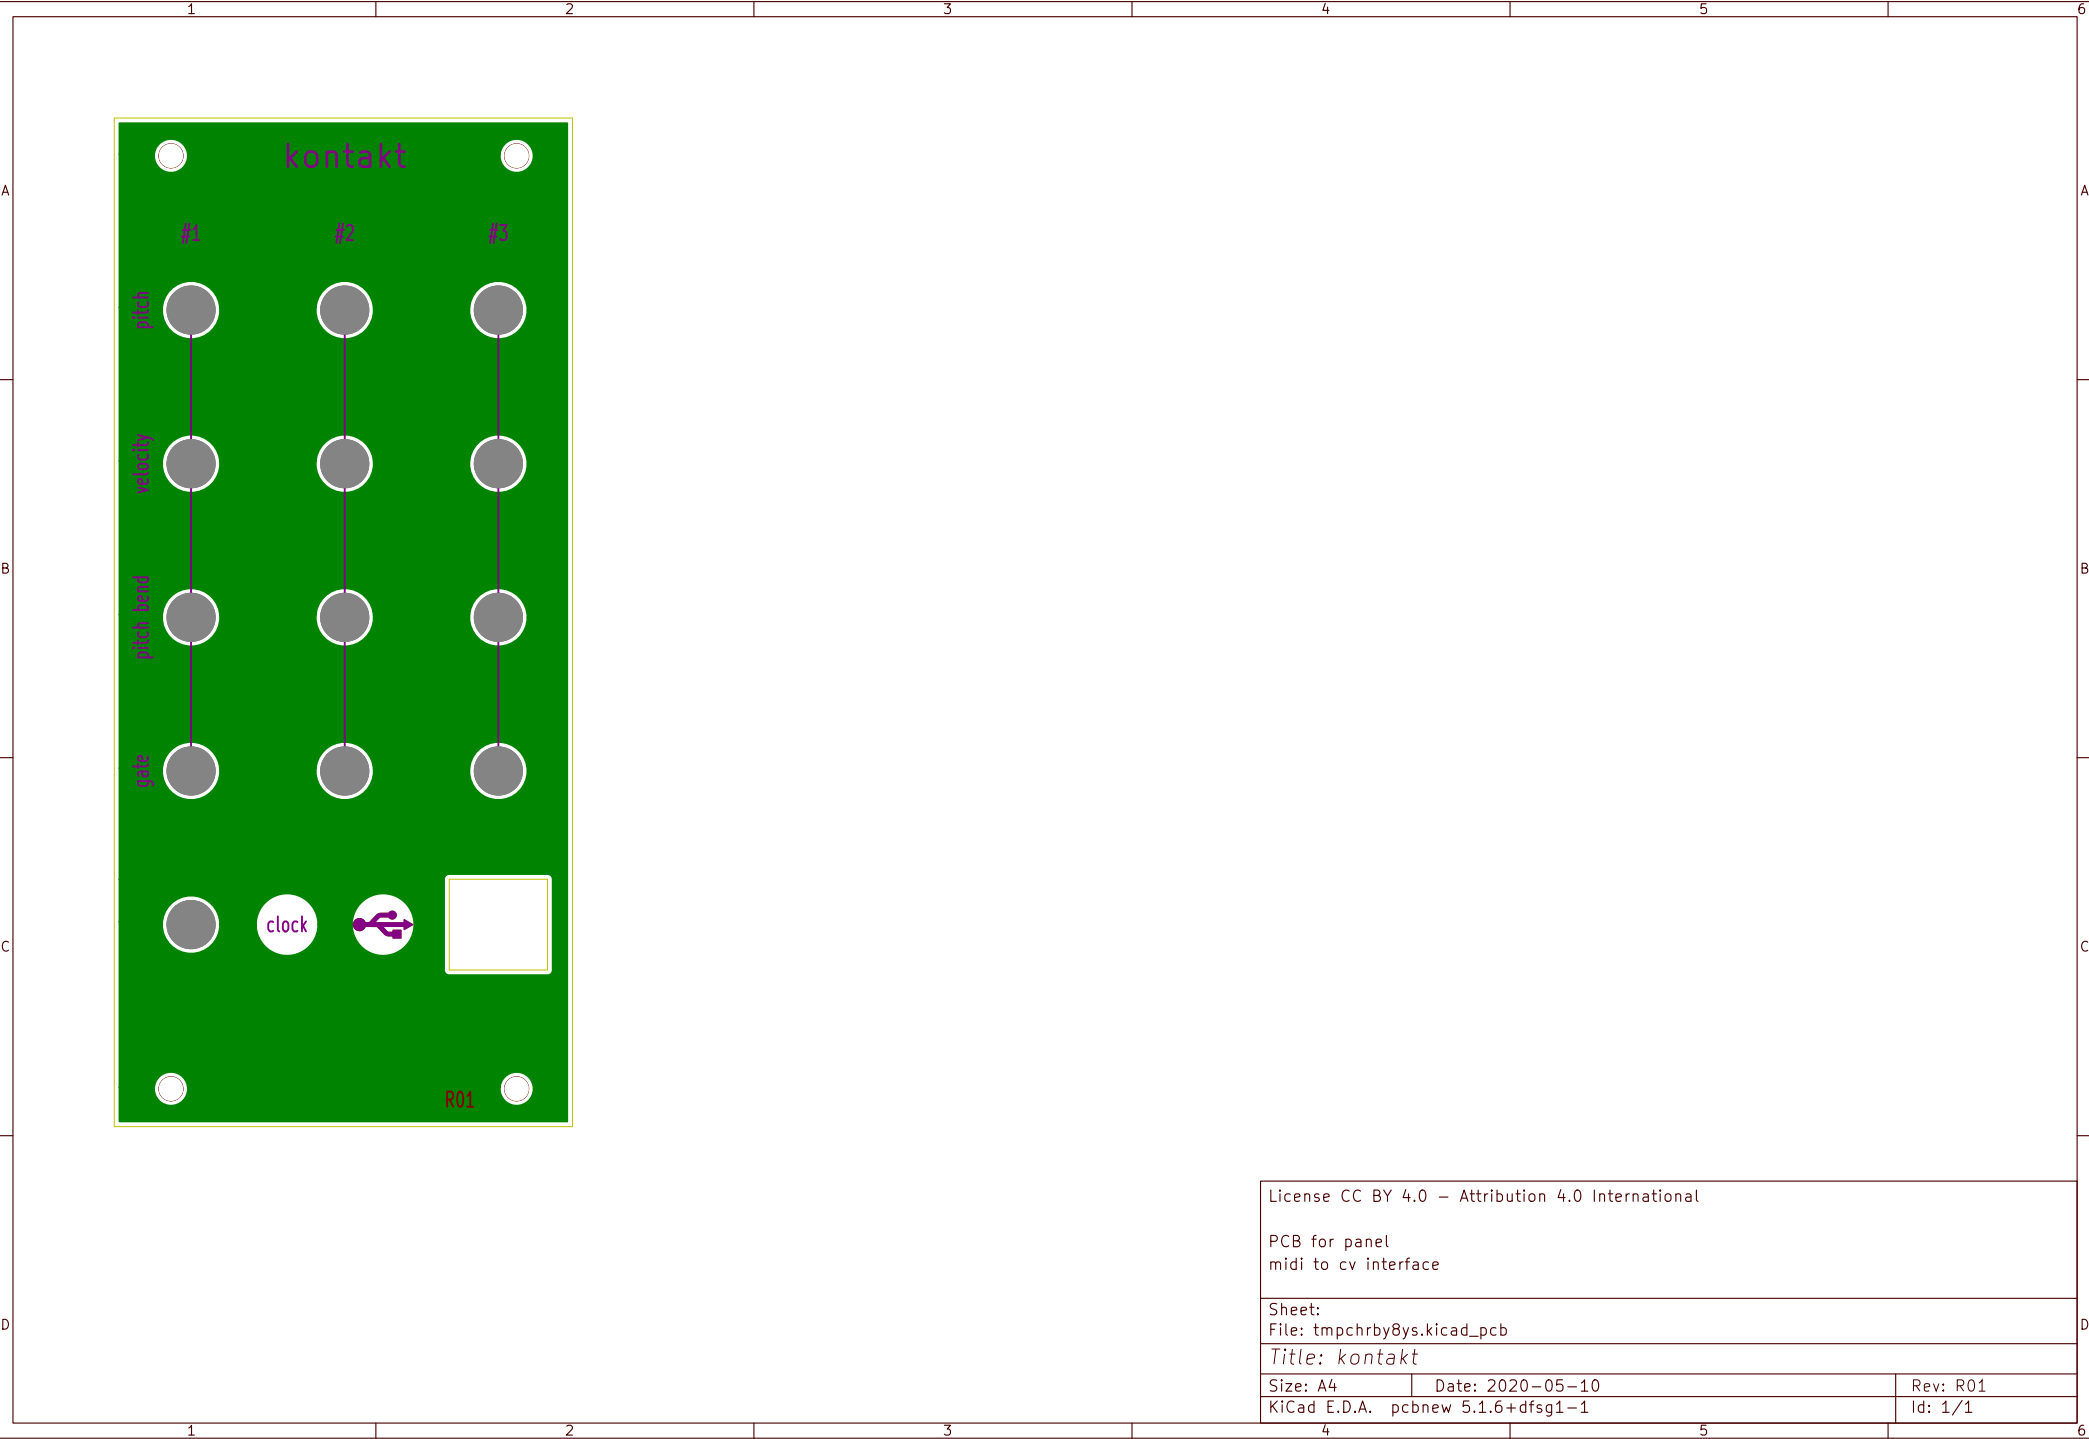 1 2 3 4 5 6
kontakt
A A
#1 #2 #3
pitch
velocity
B B
pitch bend
gate
clock
C C
R01
License CC BY 4.0 – Attribution 4.0 International
PCB for panel
midi to cv interface
Sheet:
File: tmpchrby8ys.kicad_pcb
D D
Title: kontakt
Size: A4 Date: 2020-05-10 Rev: R01
KiCad E.D.A. pcbnew 5.1.6+dfsg1-1 Id: 1/1
1 2 3 4 5 6